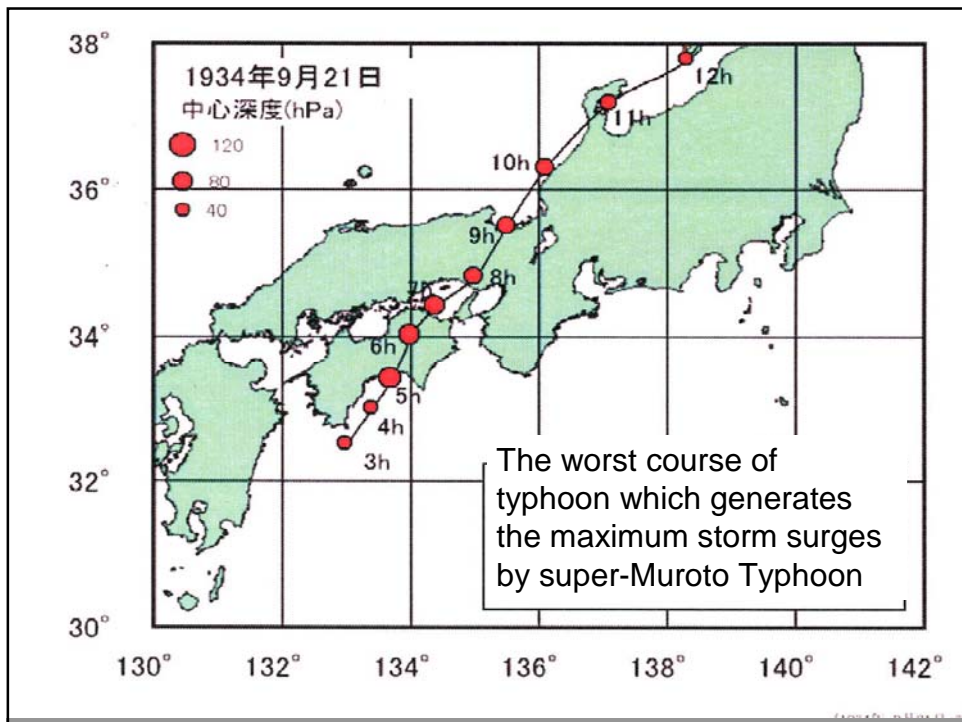 1934年9月21日
中心深度(hPa)
120
80
40
38°
36°
34°
32°
30°
130°
132°
134°
136°
138°
140°
142°
12h
11h
10h
9h
8h
6h
5h
4h
3h
The worst course of
typhoon which generates
the maximum storm surges
by super-Muroto Typhoon